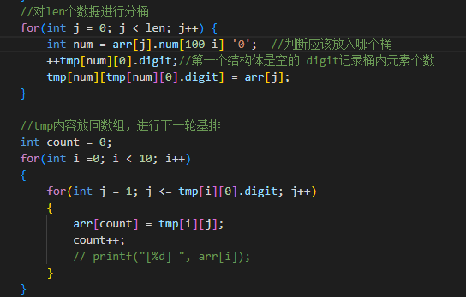 //对len个数据进行分桶
for(int j = 0; j < len; j++) {
int num = arr[j].num[100-i]-'0';  //判断应该放入哪个桶
++tmp[num][0].digit;//第一个结构体是空的 digit记录桶内元素个数
tmp[num][tmp[num][0].digit] = arr[j];
}
//tmp内容放回数组，进行下一轮基排
int count = 0;
for(int i =0; i < 10; i++)
{
for(int j = 1; j <= tmp[i][0].digit; j++)
{
arr[count] = tmp[i][j];
count++;
// printf("[%d] ", arr[i]);
}
}